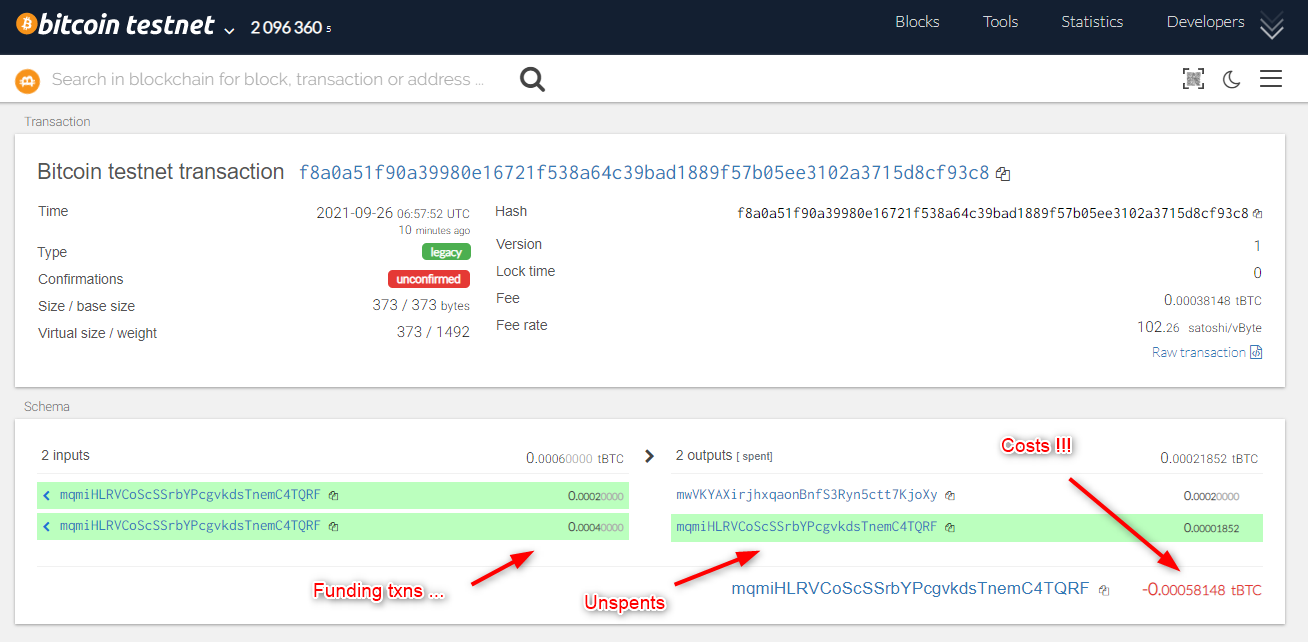 bitcoin testnet 2 096 360 s Blocks Tools Statistics Developers
Search in blockchain for block, transaction or address ...
Transaction
Bitcoin testnet transaction f8a0a51f90a39980e16721f538a64c39bad1889f57b05ee3102a3715d8cf93c8
Time 2021-09-26 06:57:52 UTC Hash f8a0a51f90a39980e16721f538a64c39bad1889f57b05ee3102a3715d8cf93c8
10 minutes ago
Version 1
Type legacy
Lock time 0
Confirmations unconfirmed
Fee 0.00038148 tBTC
Size / base size 373 / 373 bytes
Fee rate 102.26 satoshi/vByte
Virtual size / weight 373 / 1492
Raw transaction
Schema
Costs !!!
2 inputs 0.00060000 tBTC 2 outputs [ spent] 0.00021852 tBTC
mqmiHLRVCoScSSrbYPcgvkdsTnemC4TQRF 0.00020000 mwVKYAXirjhxqaonBnfS3Ryn5ctt7KjoXy 0.00020000
mqmiHLRVCoScSSrbYPcgvkdsTnemC4TQRF 0.00040000 mqmiHLRVCoScSSrbYPcgvkdsTnemC4TQRF 0.00001852
Funding txns ... Unspents mqmiHLRVCoScSSrbYPcgvkdsTnemC4TQRF -0.00058148 tBTC